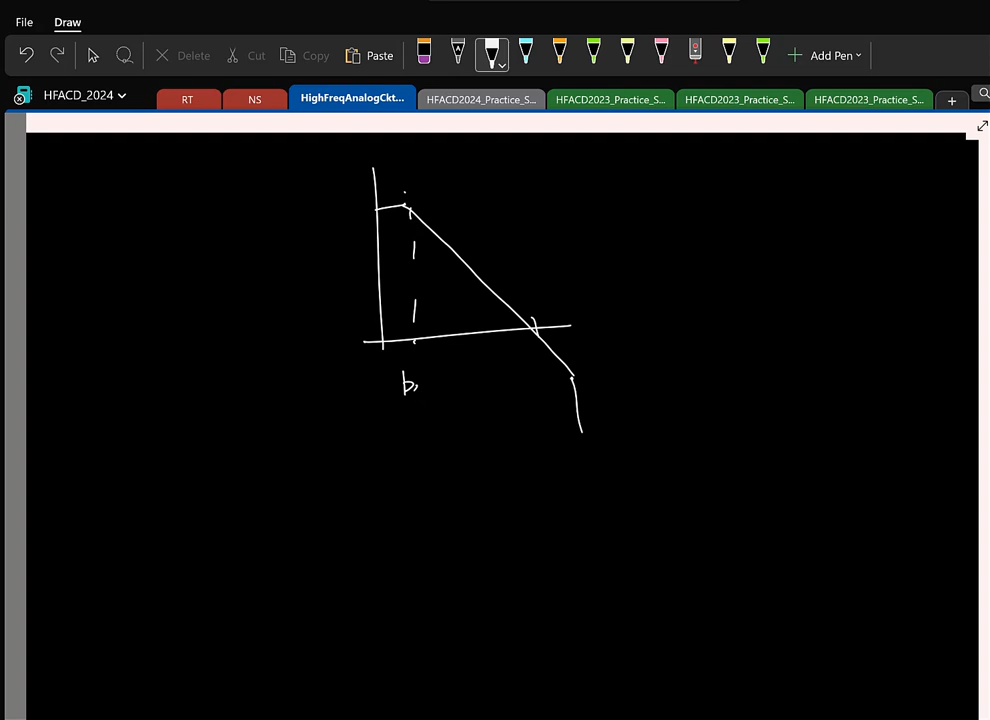 File Draw
Delete Cut Copy Paste Add Pen
HFACD_2024 RT NS HighFreqAnalogCkt... HFACD2024_Practice_S... HFACD2023_Practice_S... HFACD2023_Practice_S... HFACD2023_Practice_S...